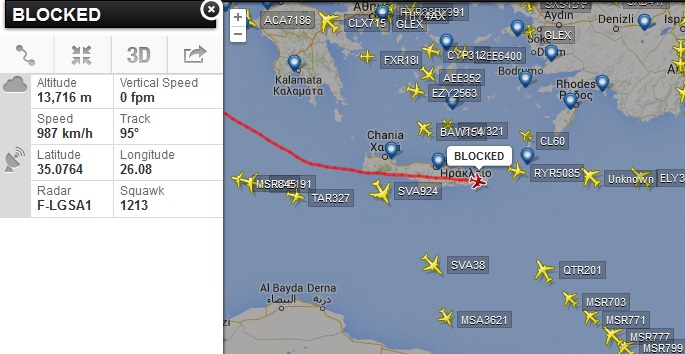 BLOCKED
3D
Altitude
13,716 m
Vertical Speed
0 fpm
Speed
987 km/h
Track
95°
Latitude
35.0764
Longitude
26.08
Radar
F-LGSA1
Squawk
1213
+
−
ACA7186
CLX715
GLEX
Aydin
Denizli
Isparta
GLEX
FXR18I
CYP312
EE6400
Bodrum
AEE352
EZY2563
Kalamata
Καλαμάτα
Rhodes
Ρόδος
BAW154
CL60
Chania
Χανιά
BLOCKED
Ηράκλειο
RYR5085
Unknown
ELY3
TAR327
SVA924
SVA38
QTR201
Al Bayda
البيضاء
Derna
درنة
MSA3621
MSR703
MSR771
MSR777
MSR799